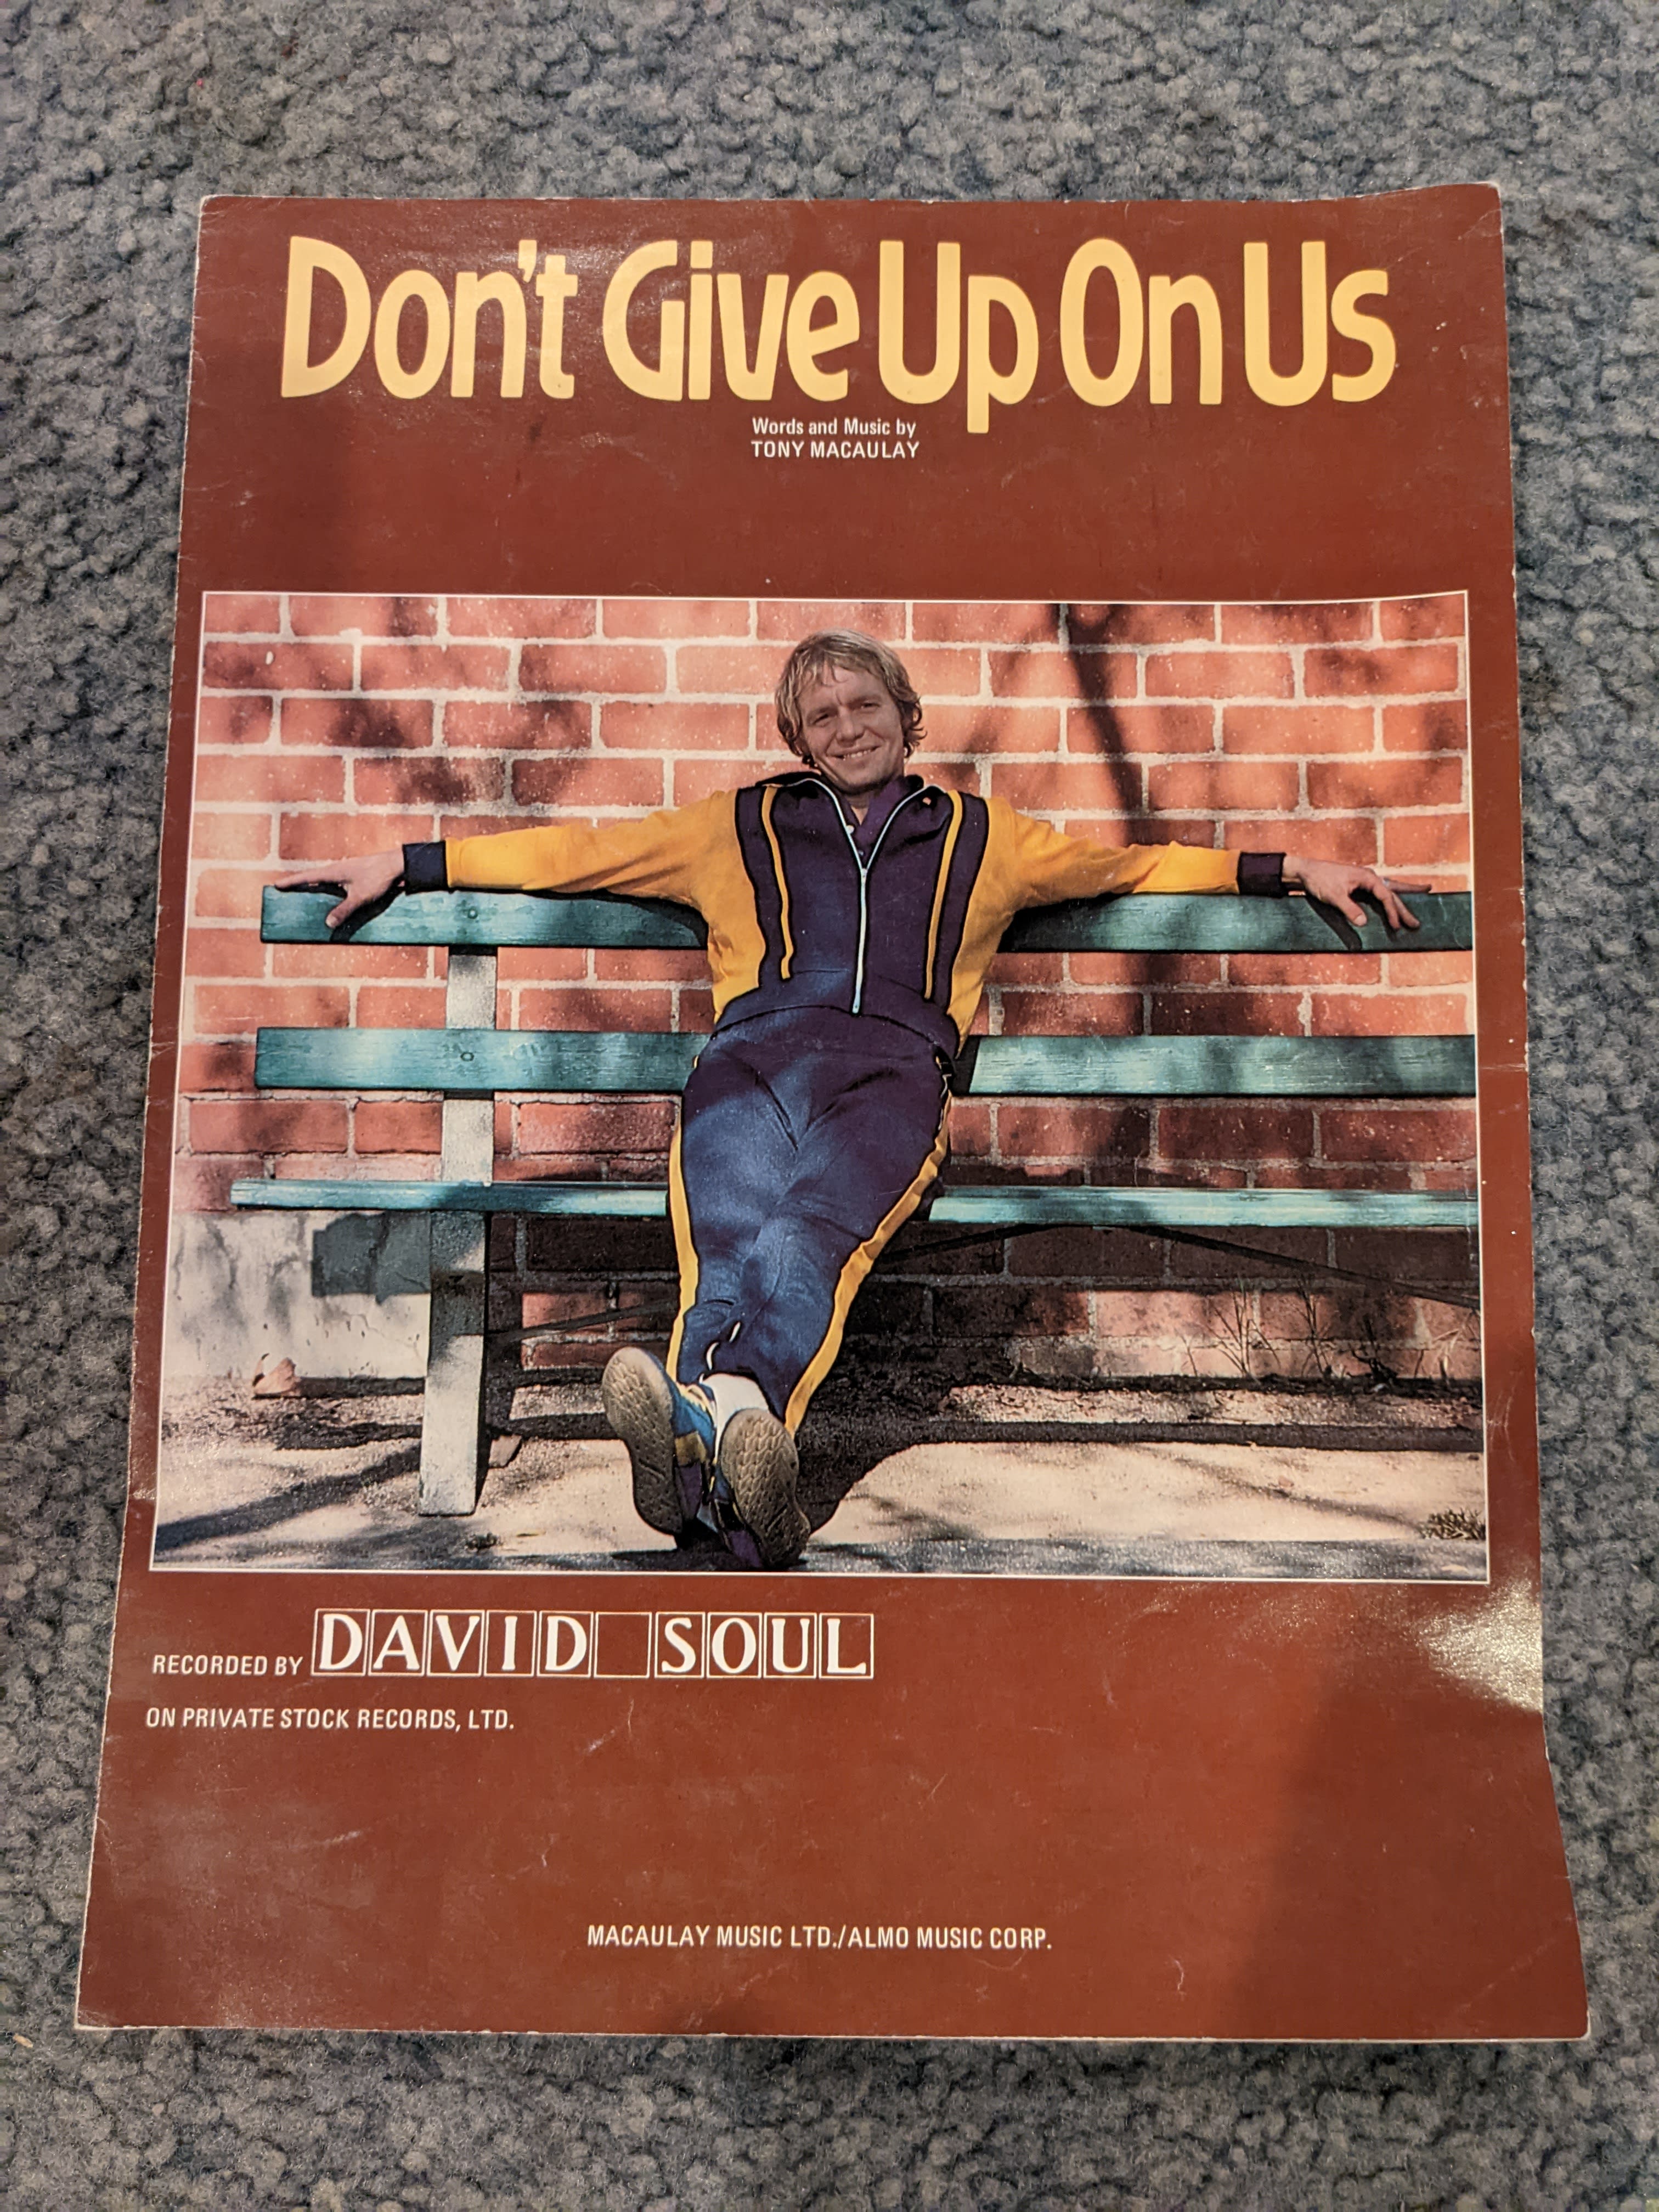 Don't Give Up On Us
Words and Music by
TONY MACAULAY
RECORDED BY DAVID SOUL
ON PRIVATE STOCK RECORDS, LTD.
MACAULAY MUSIC LTD./ALMO MUSIC CORP.